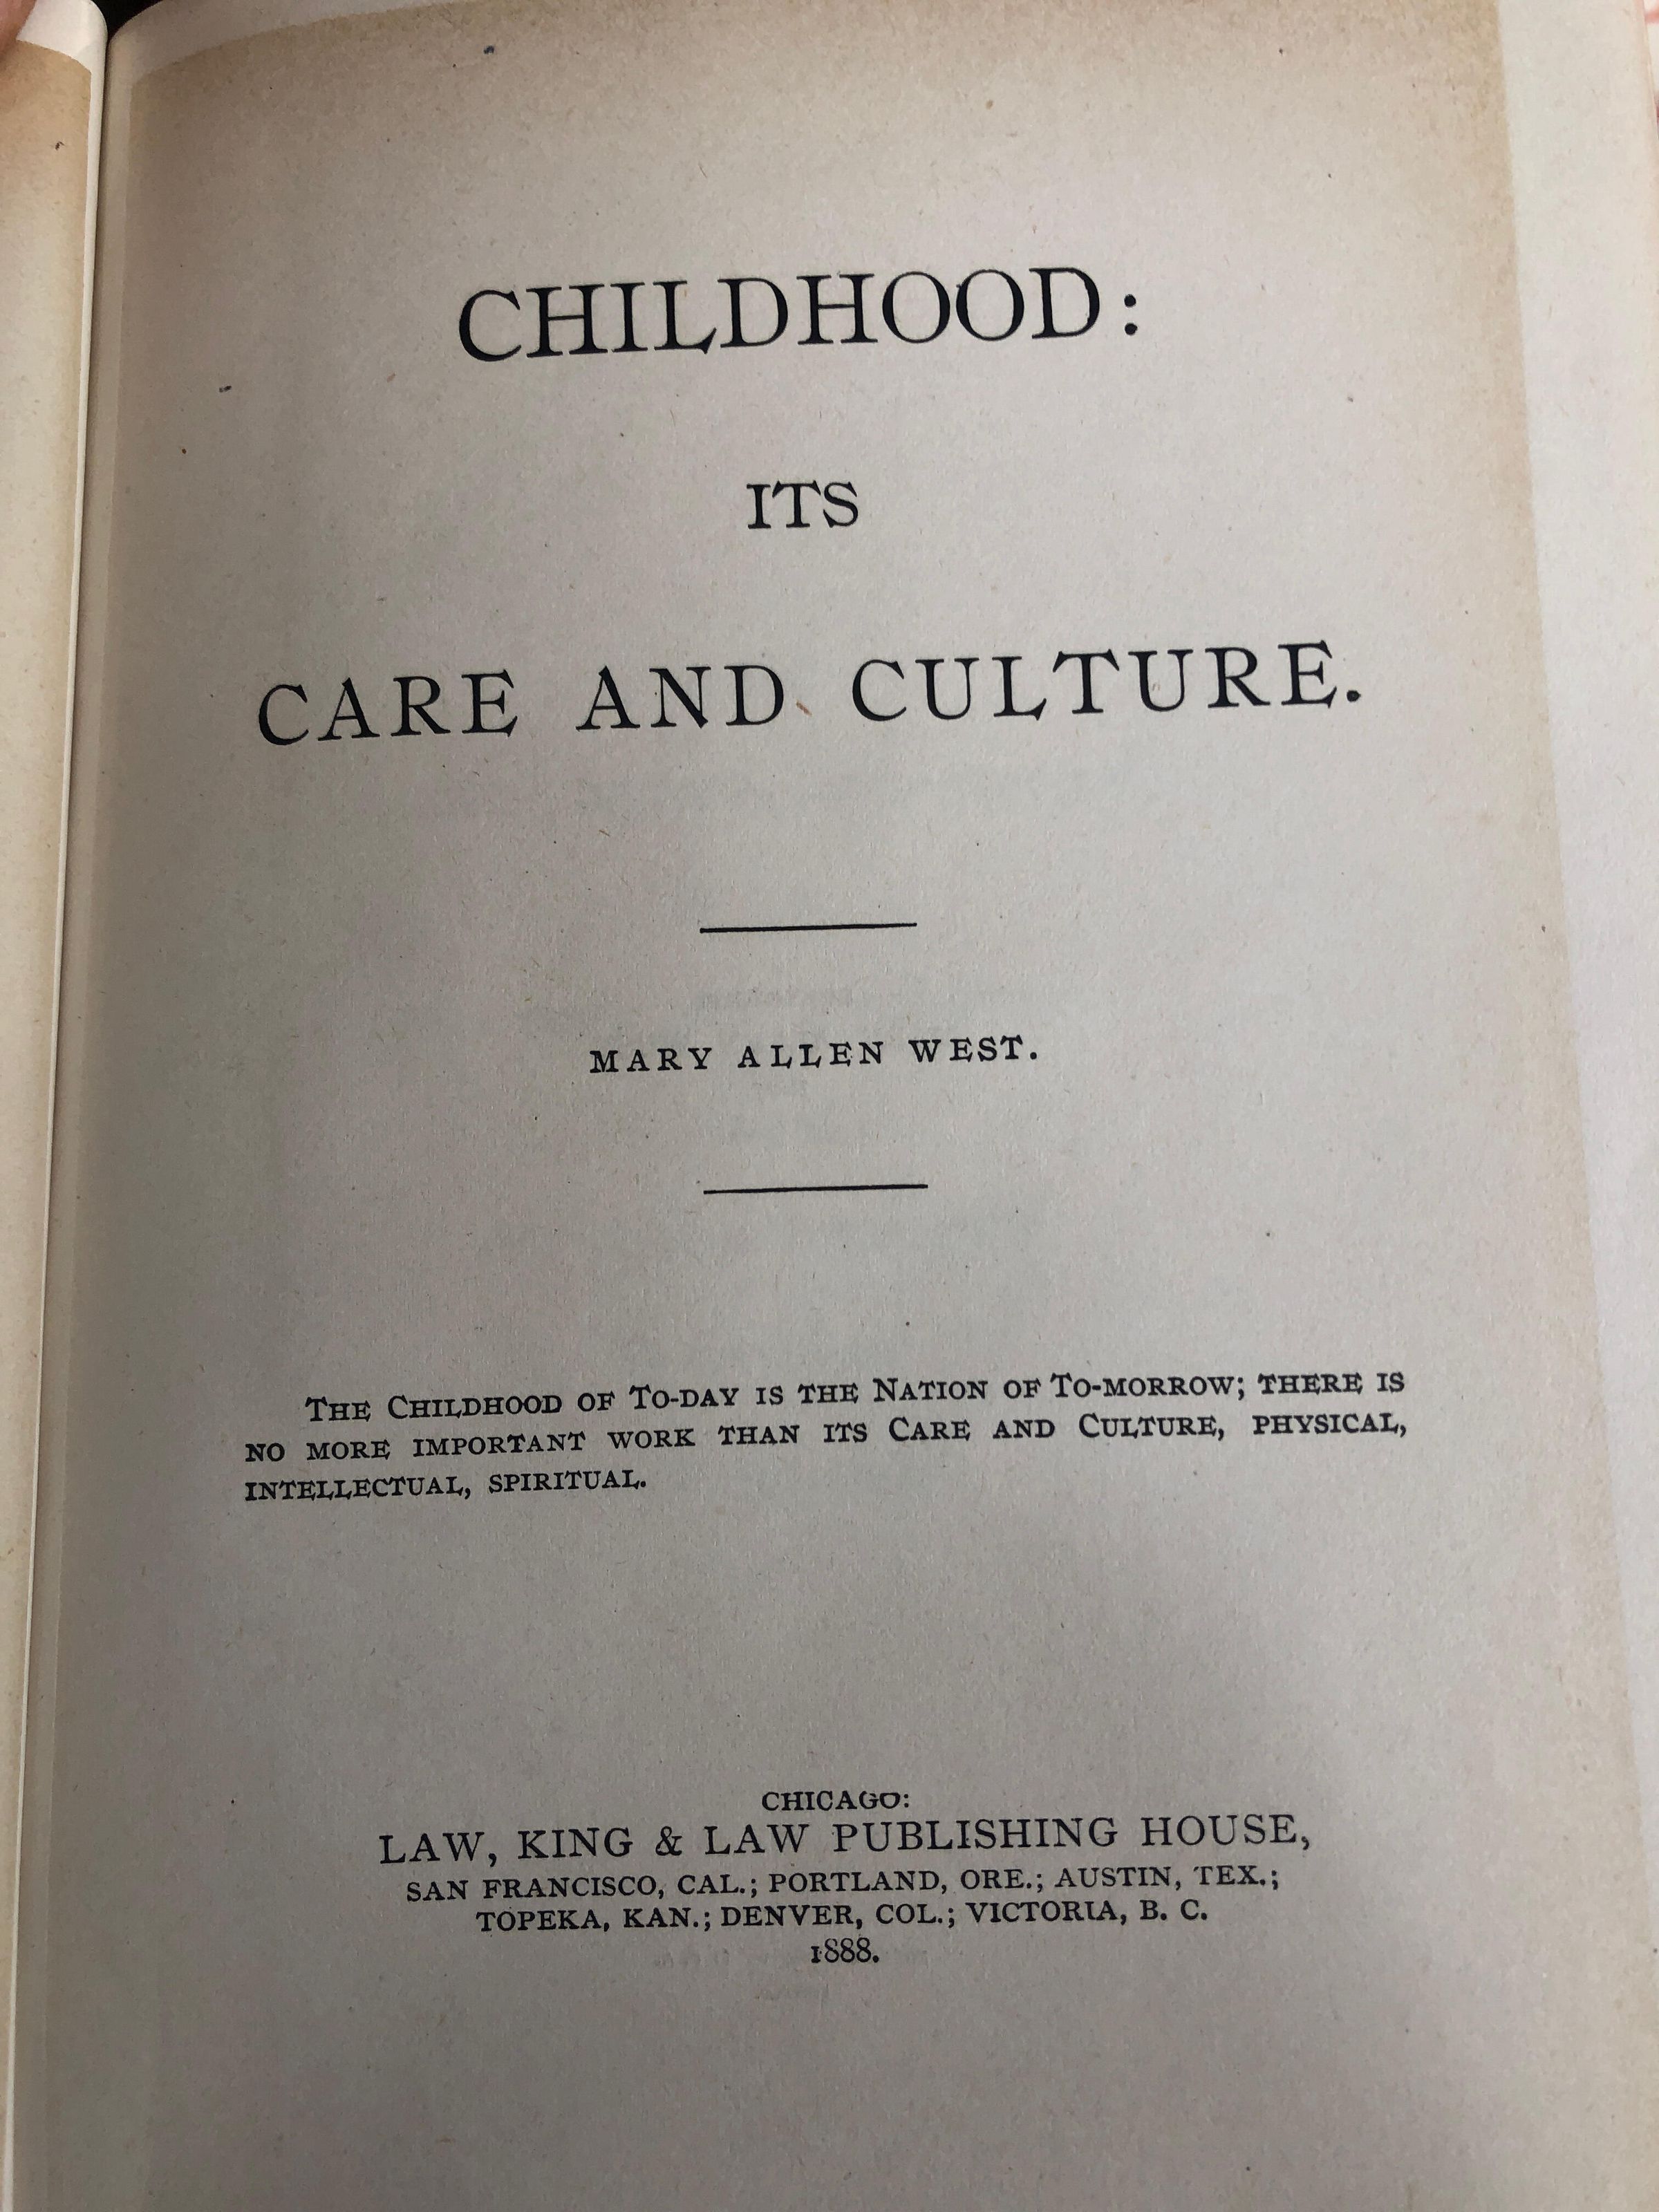 CHILDHOOD:
ITS
CARE AND CULTURE.
MARY ALLEN WEST.
THE CHILDHOOD OF TO-DAY IS THE NATION OF TO-MORROW; THERE IS
NO MORE IMPORTANT WORK THAN ITS CARE AND CULTURE, PHYSICAL,
INTELLECTUAL, SPIRITUAL.
CHICAGO:
LAW, KING & LAW PUBLISHING HOUSE,
SAN FRANCISCO, CAL.; PORTLAND, ORE.; AUSTIN, TEX.;
TOPEKA, KAN.; DENVER, COL.; VICTORIA, B. C.
1888.